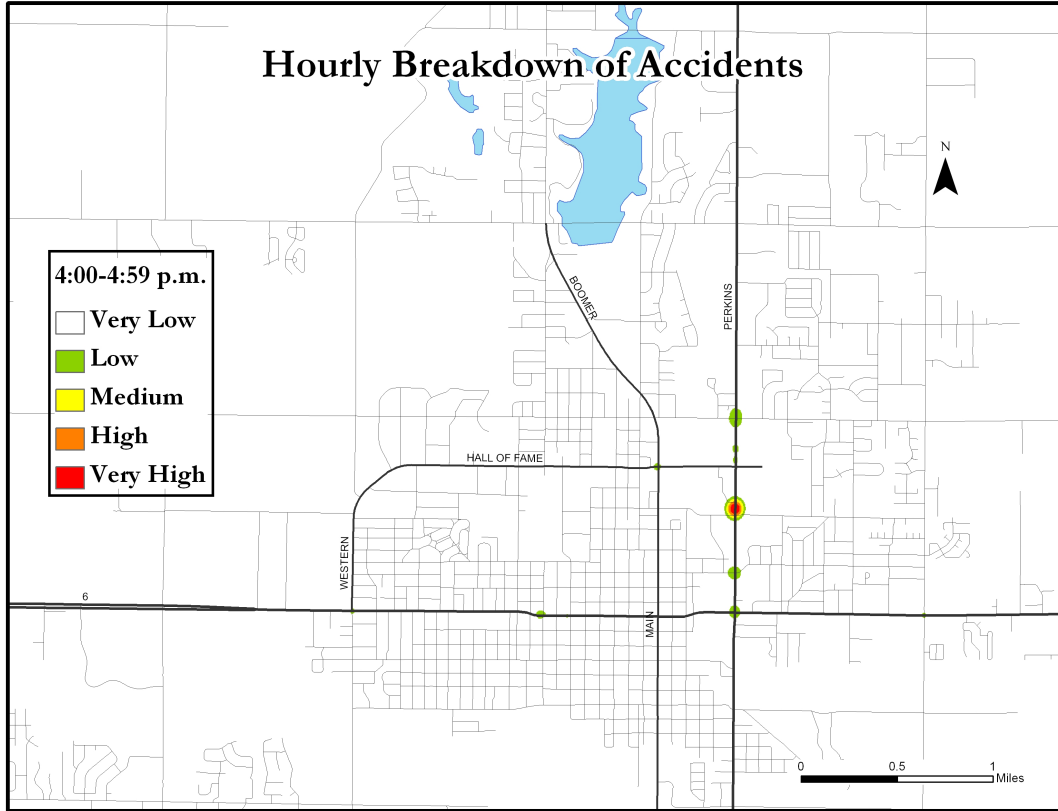 Hourly Breakdown of Accidents
N
4:00-4:59 p.m.
Very Low
Low
Medium
High
Very High
BOOMER
PERKINS
HALL OF FAME
WESTERN
MAIN
6
P
0 0.5 1
Miles